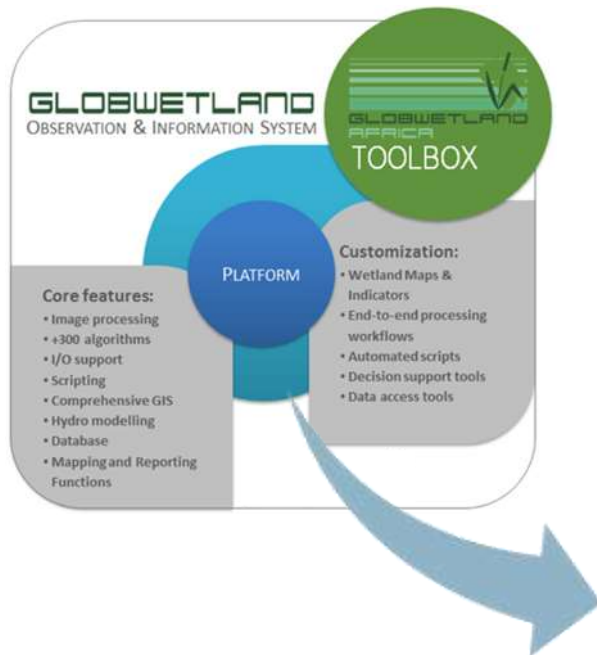 GLOBWETLAND
OBSERVATION & INFORMATION SYSTEM
GLOBWETLAND
AFRICA
TOOLBOX
PLATFORM
Core features:
• Image processing
• +300 algorithms
• I/O support
• Scripting
• Comprehensive GIS
• Hydro modelling
• Database
• Mapping and Reporting
Functions
Customization:
• Wetland Maps &
Indicators
• End-to-end processing
workflows
• Automated scripts
• Decision support tools
• Data access tools